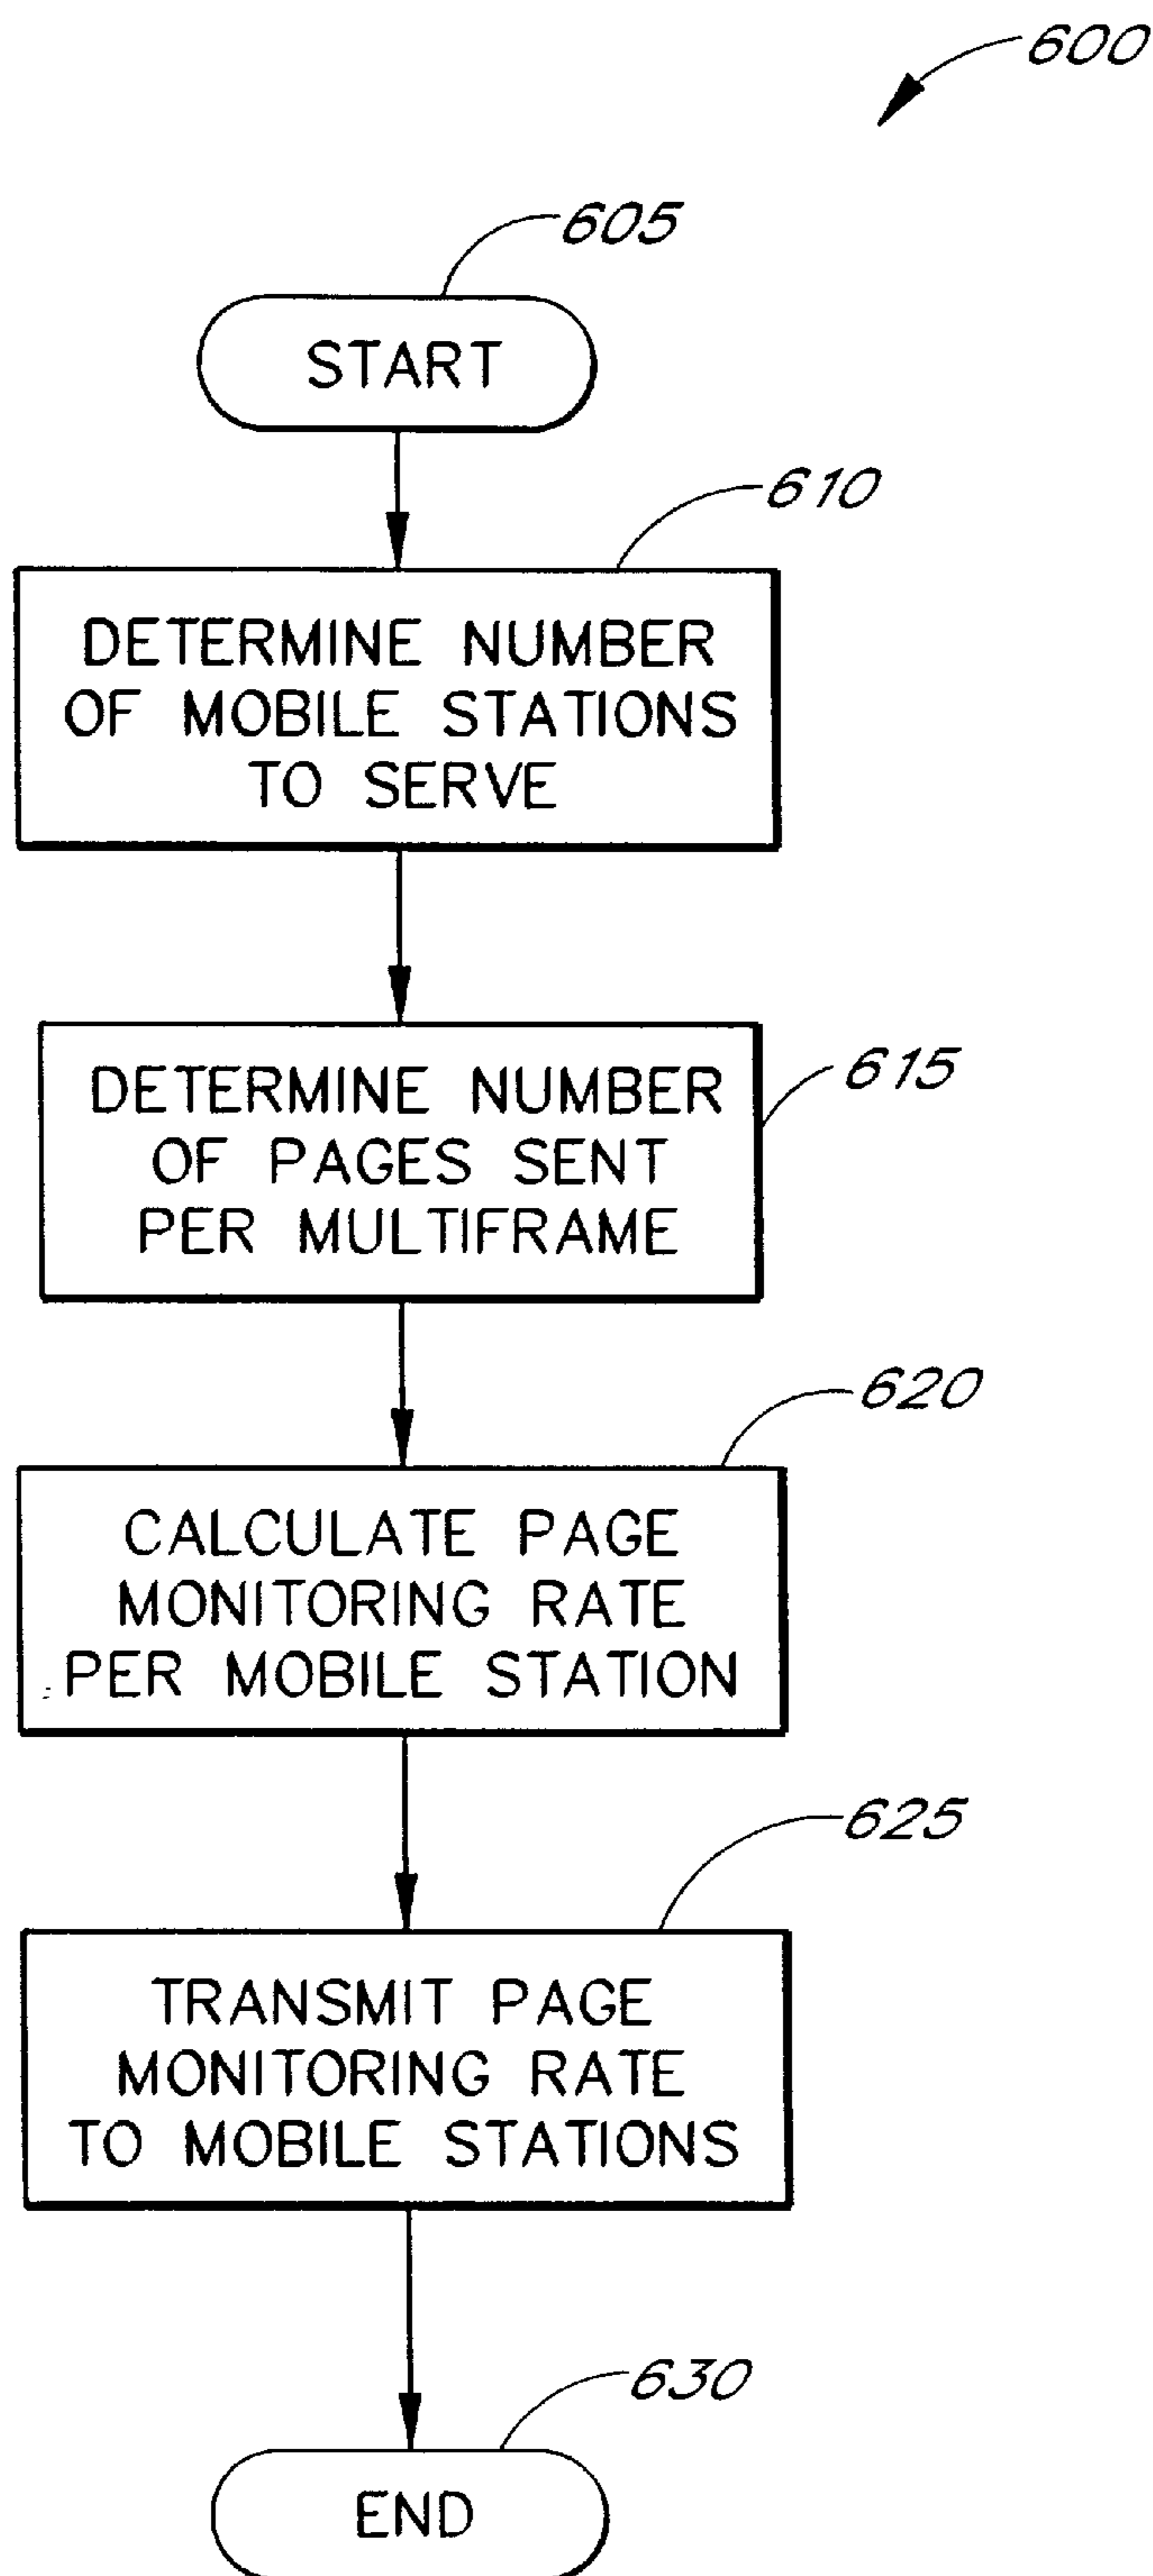 600
605
START
610
DETERMINE NUMBER
OF MOBILE STATIONS
TO SERVE
615
DETERMINE NUMBER
OF PAGES SENT
PER MULTIFRAME
620
CALCULATE PAGE
MONITORING RATE
PER MOBILE STATION
625
TRANSMIT PAGE
MONITORING RATE
TO MOBILE STATIONS
630
END